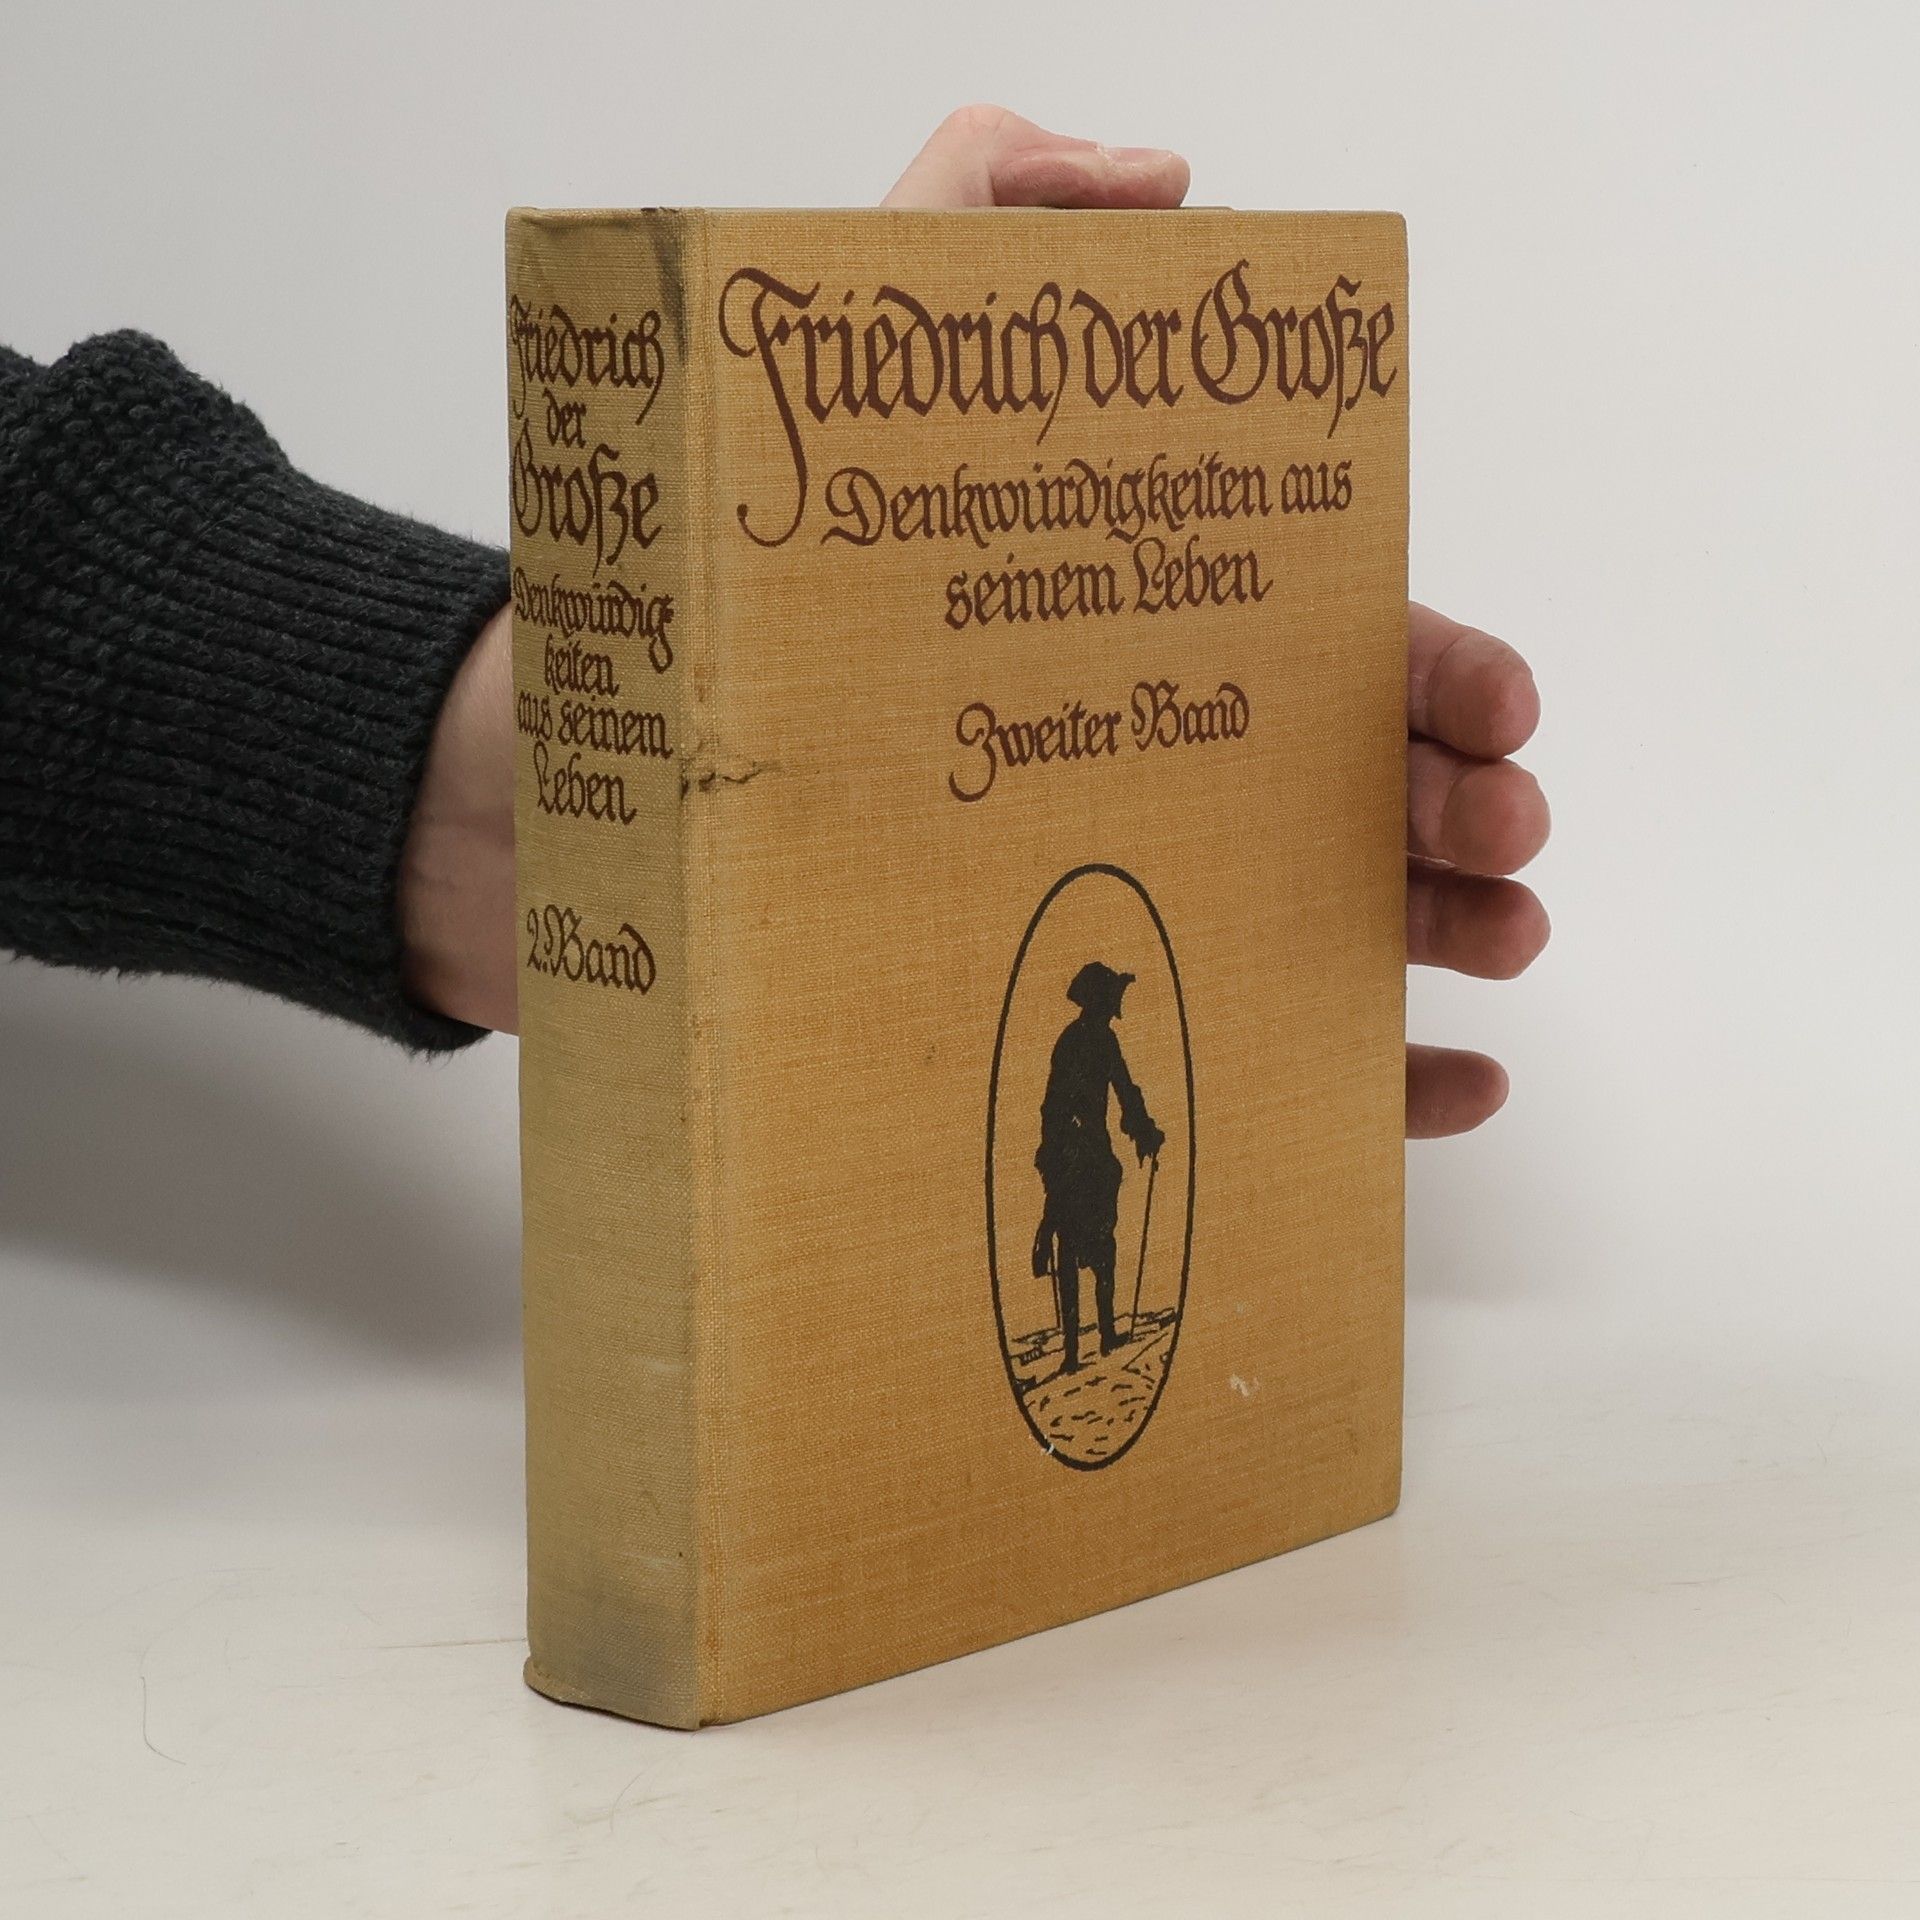 Friedrich
der
Große
Denkwürdig-
keiten
aus seinem
Leben
2. Band
Friedrich der Große
Denkwürdigkeiten aus
seinem Leben
Zweiter Band